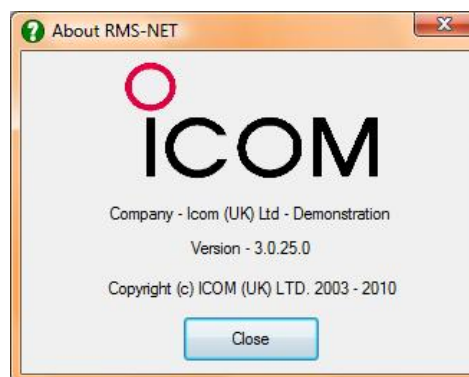 About RMS-NET
ICOM
Company - Icom (UK) Ltd - Demonstration
Version - 3.0.25.0
Copyright (c) ICOM (UK) LTD. 2003 - 2010
Close